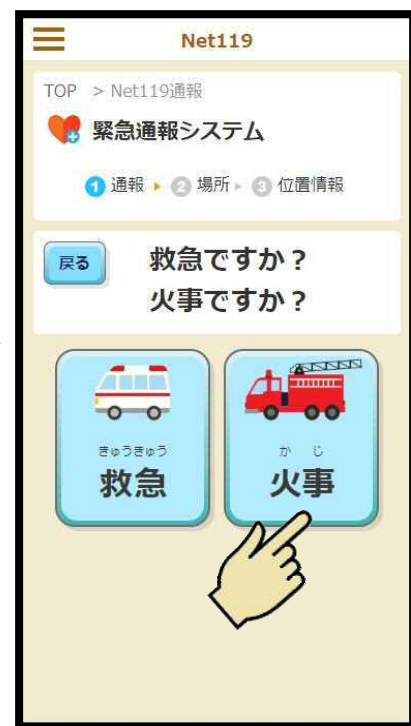 Net119
TOP > Net119通報
緊急通報システム
1 通報 ▶ 2 場所 ▶ 3 位置情報
戻る
救急ですか？
火事ですか？
きゅうきゅう
救急
かじ
火事